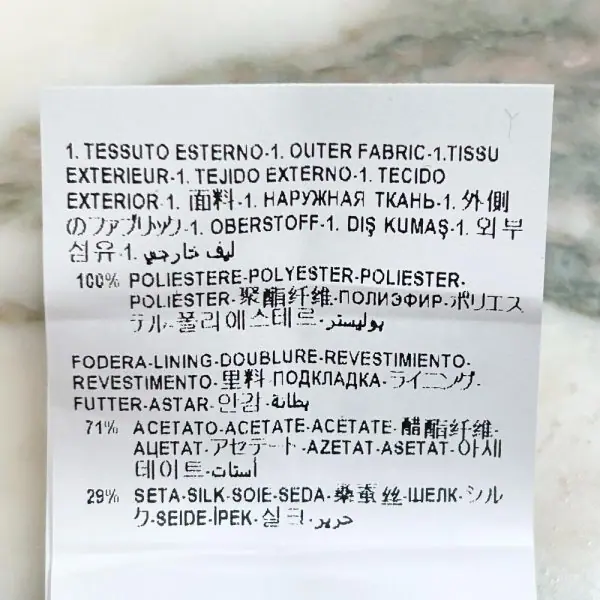 1. TESSUTO ESTERNO-1. OUTER FABRIC-1.TISSU
EXTERIEUR-1. TEJIDO EXTERNO-1. TECIDO
EXTERIOR-1. 面料-1. НАРУЖНАЯ ТКАНЬ-1. 外側
のファブリック-1. OBERSTOFF-1. DIŞ KUMAŞ-1. 외부
섬유-1. ليف خارجي
100% POLIESTERE-POLYESTER-POLIESTER-
POLIÉSTER-聚酯纤维-ПОЛИЭФИР-ポリエス
テル-폴리에스테르-بوليستر
FODERA-LINING-DOUBLURE-REVESTIMIENTO-
REVESTIMENTO-里料-ПОДКЛАДКА-ライニング-
FUTTER-ASTAR-안감-بطانة
71% ACETATO-ACETATE-ACÉTATE-醋酯纤维-
АЦЕТАТ-アセテート-AZETAT-ASETAT-아세
테이트-أستات
29% SETA-SILK-SOIE-SEDA-桑蚕丝-ШЕЛК-シル
ク-SEIDE-İPEK-실크-حرير